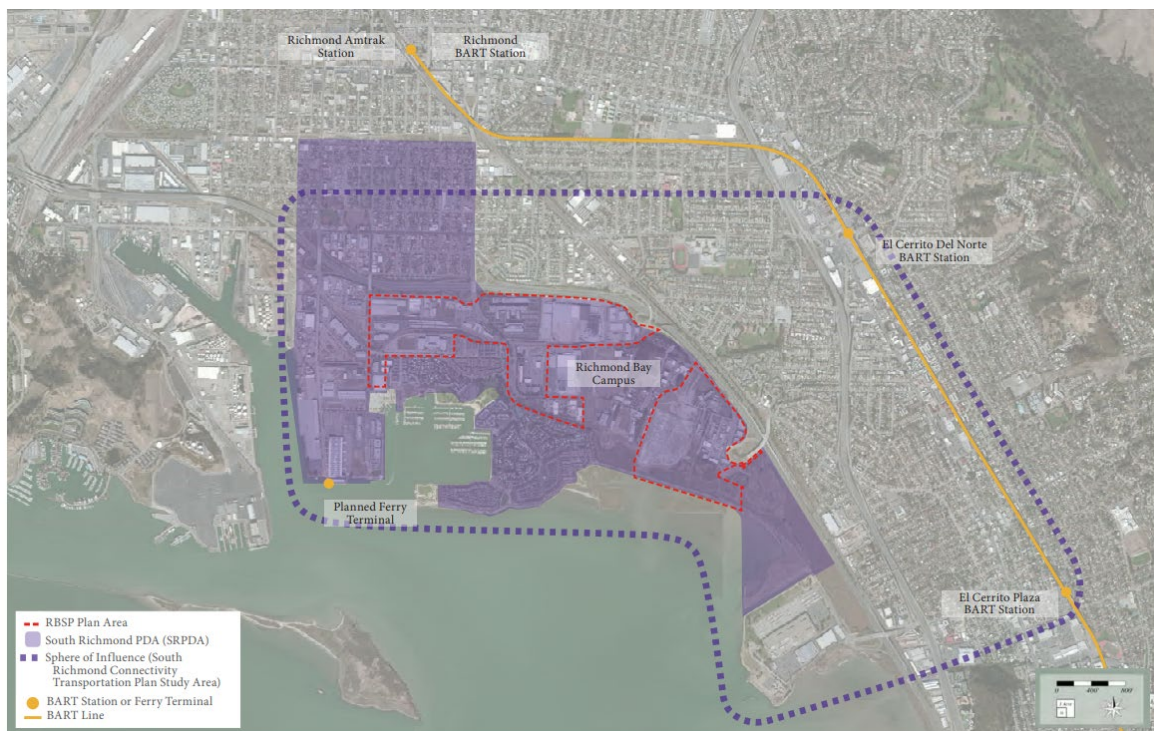 Richmond Amtrak
Station
Richmond
BART Station
El Cerrito Del Norte
BART Station
Richmond Bay
Campus
Planned Ferry
Terminal
El Cerrito Plaza
BART Station
RBSP Plan Area
South Richmond PDA (SRPDA)
Sphere of Influence (South
Richmond Connectivity
Transportation Plan Study Area)
BART Station or Ferry Terminal
BART Line
0 400' 800'